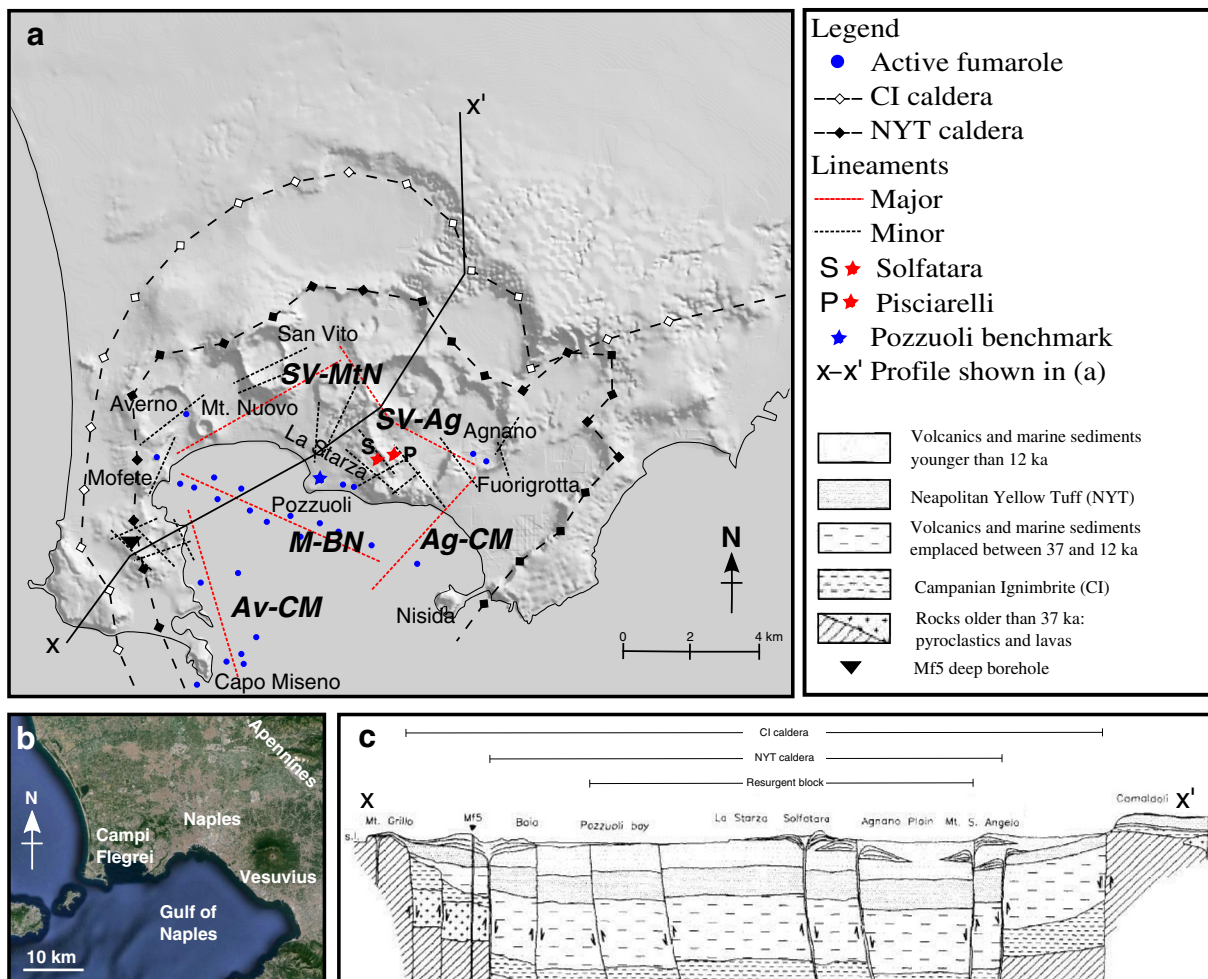 a
X'
San Vito
SV-MtN
Averno
Mt. Nuovo
SV-Ag
La Starza
S
P
Agnano
Mofete
Fuorigrotta
Pozzuoli
M-BN
Ag-CM
N
Av-CM
Nisida
X
0 2 4 km
Capo Miseno
Legend
Active fumarole
CI caldera
NYT caldera
Lineaments
Major
Minor
S Solfatara
P Pisciarelli
Pozzuoli benchmark
X–X' Profile shown in (a)
Volcanics and marine sediments
younger than 12 ka
Neapolitan Yellow Tuff (NYT)
Volcanics and marine sediments
emplaced between 37 and 12 ka
Campanian Ignimbrite (CI)
Rocks older than 37 ka:
pyroclastics and lavas
Mf5 deep borehole
b
Apennines
N
Naples
Campi
Flegrei
Vesuvius
Gulf of
Naples
10 km
c
CI caldera
NYT caldera
Resurgent block
X
X'
Camaldoli
Mt. Grillo
Mf5
Baia
Pozzuoli bay
La Starza
Solfatara
Agnano Plain
Mt. S. Angelo
s.l.